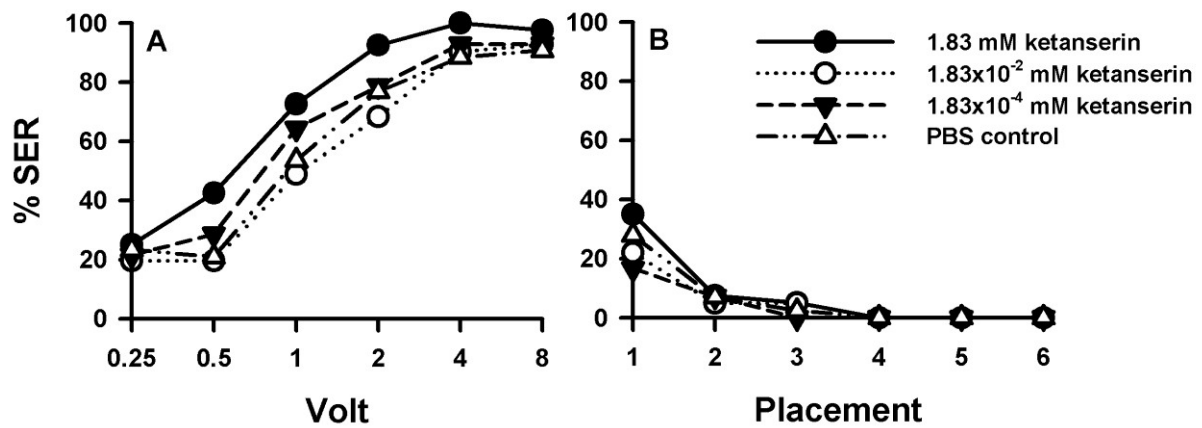 % SER
A
100
80
60
40
20
0
0.25 0.5 1 2 4 8
Volt
B
100
80
60
40
20
0
1 2 3 4 5 6
Placement
1.83 mM ketanserin
1.83x10⁻² mM ketanserin
1.83x10⁻⁴ mM ketanserin
PBS control